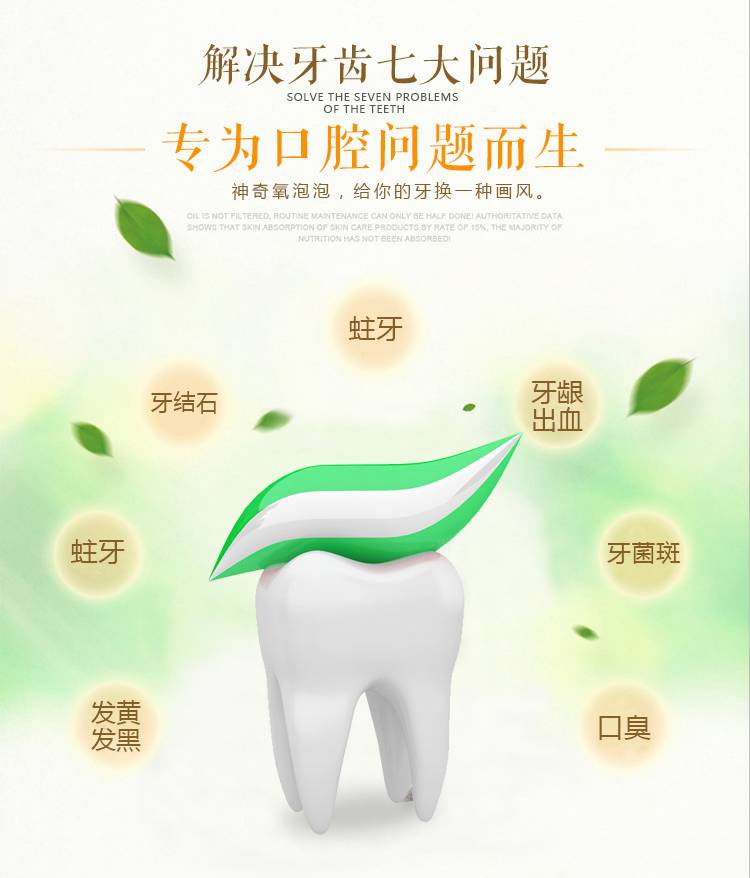 解决牙齿七大问题
SOLVE THE SEVEN PROBLEMS
OF THE TEETH
专为口腔问题而生
神奇氧泡泡，给你的牙换一种画风。
OIL IS NOT FILTERED, ROUTINE MAINTENANCE CAN ONLY BE HALF DONE! AUTHORITATIVE DATA
SHOWS THAT SKIN ABSORPTION OF SKIN CARE PRODUCTS BY RATE OF 15%, THE MAJORITY OF
NUTRITION HAS NOT BEEN ABSORBED!
蛀牙
牙结石
牙龈
出血
蛀牙
牙菌斑
发黄
发黑
口臭